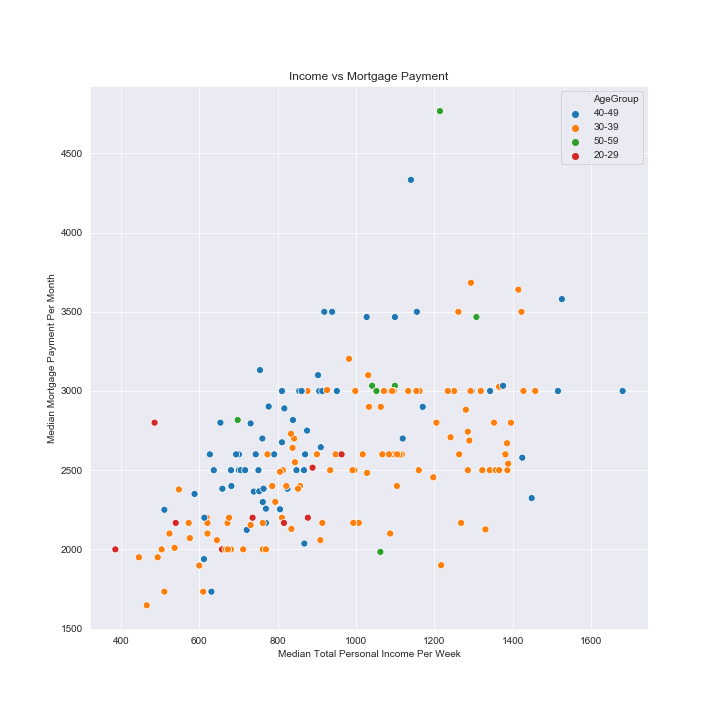 Income vs Mortgage Payment
AgeGroup
40-49
30-39
50-59
20-29
4500
4000
3500
3000
2500
2000
1500
Median Mortgage Payment Per Month
400 600 800 1000 1200 1400 1600
Median Total Personal Income Per Week